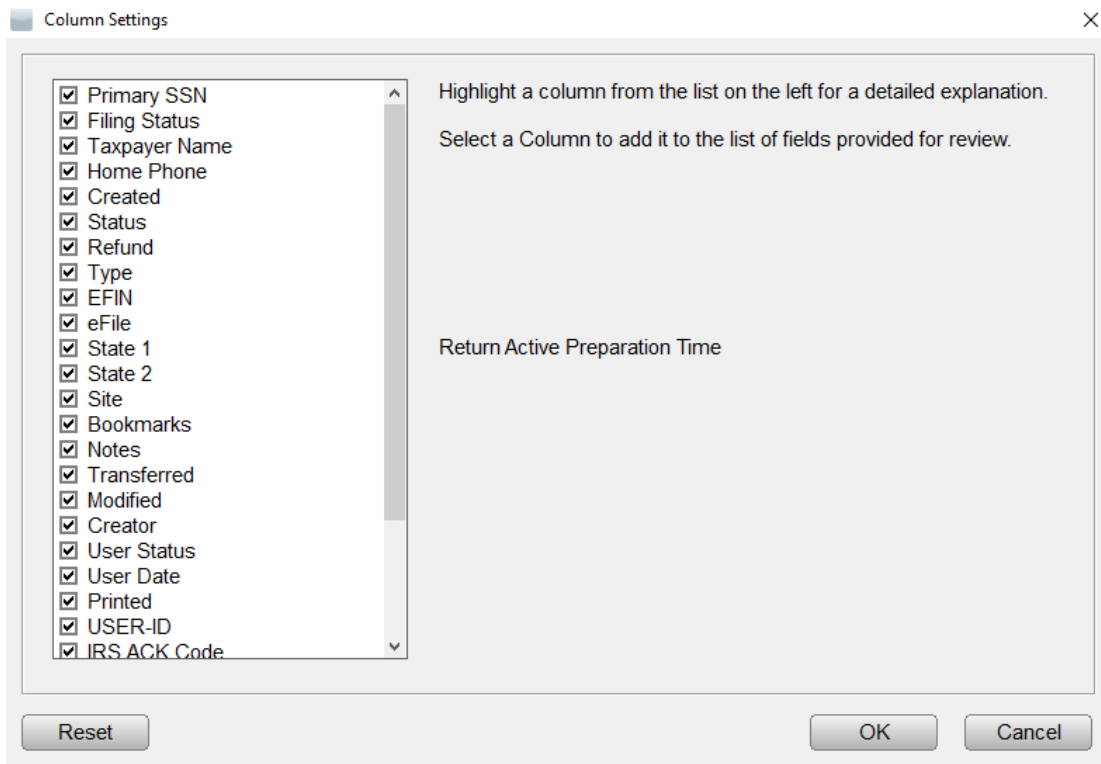 Column Settings
Primary SSN
Filing Status
Taxpayer Name
Home Phone
Created
Status
Refund
Type
EFIN
eFile
State 1
State 2
Site
Bookmarks
Notes
Transferred
Modified
Creator
User Status
User Date
Printed
USER-ID
IRS ACK Code
Highlight a column from the list on the left for a detailed explanation.
Select a Column to add it to the list of fields provided for review.
Return Active Preparation Time
Reset
OK
Cancel